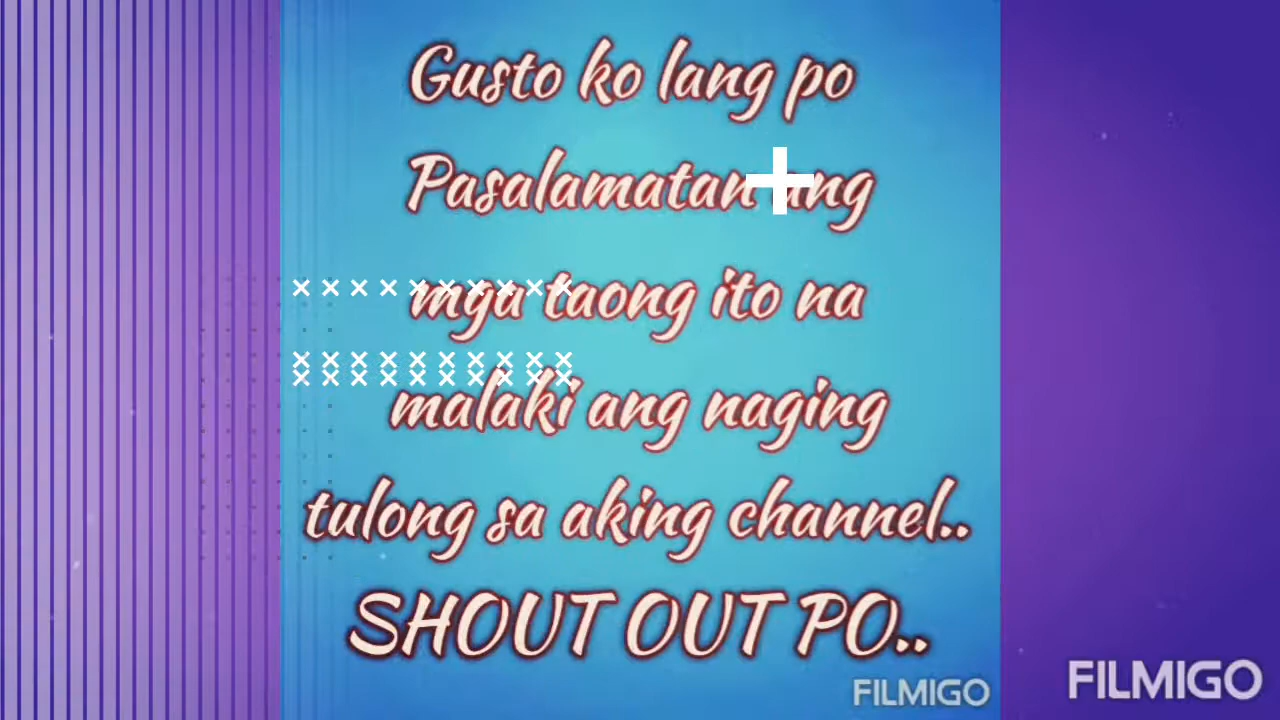 Gusto ko lang po
Pasalamatan ang
mga taong ito na
malaki ang naging
tulong sa aking channel..
SHOUT OUT PO..
FILMIGO
FILMIGO